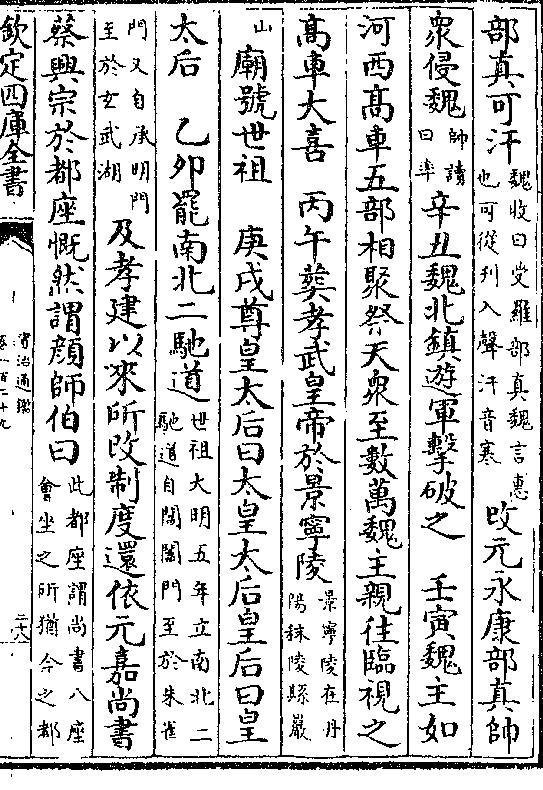 部真可汗魏收曰受羅部真魏言惠也可從刋入聲汗音寒改元永康部真帥
衆侵魏帥讀曰率辛丑魏北鎮遊軍擊破之　壬寅魏主如
河西髙車五部相聚祭天衆至數萬魏主親往臨視之
髙車大喜　丙午葬孝武皇帝於景寧陵景寧陵在丹陽秣陵縣巖
山廟號世祖　庚戌尊皇太后曰太皇太后皇后曰皇
太后　乙卯罷南北二馳道世祖大明五年立南北二馳道自閶闔門至於朱雀
門又自承明門至於玄武湖及孝建以來所改制度還依元嘉尚書
蔡興宗於都座慨然謂顔師伯曰此都座謂尚書八座會坐之所猶今之都
欽定四庫全書
資治通鑑
卷一百二十九
二十八